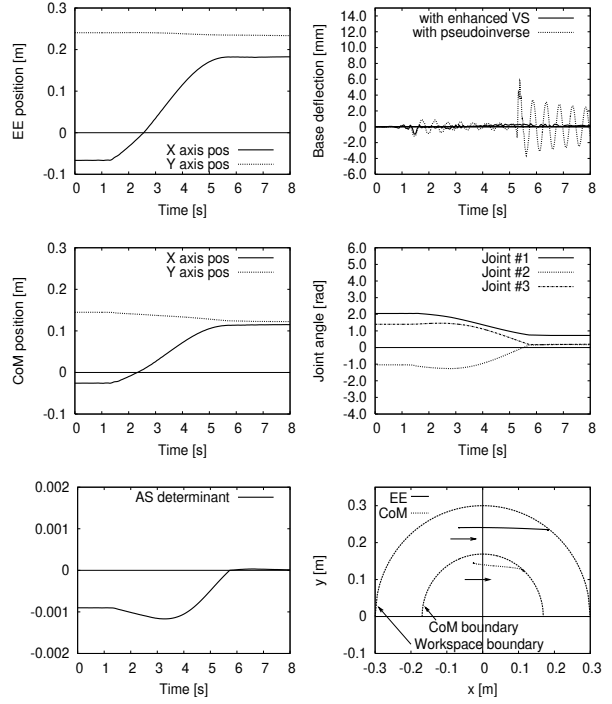 EE position [m]
0.3
0.2
0.1
0
-0.1
X axis pos
Y axis pos
0 1 2 3 4 5 6 7 8
Time [s]
Base deflection [mm]
14.0
12.0
10.0
8.0
6.0
4.0
2.0
0
-2.0
-4.0
-6.0
with enhanced VS
with pseudoinverse
0 1 2 3 4 5 6 7 8
Time [s]
CoM position [m]
0.3
0.2
0.1
0
-0.1
X axis pos
Y axis pos
0 1 2 3 4 5 6 7 8
Time [s]
Joint angle [rad]
6.0
5.0
4.0
3.0
2.0
1.0
0
-1.0
-2.0
-3.0
-4.0
Joint #1
Joint #2
Joint #3
0 1 2 3 4 5 6 7 8
Time [s]
0.002
0.001
0
-0.001
-0.002
AS determinant
0 1 2 3 4 5 6 7 8
Time [s]
y [m]
0.3
0.2
0.1
0
-0.1
EE
CoM
CoM boundary
Workspace boundary
-0.3 -0.2 -0.1 0 0.1 0.2 0.3
x [m]